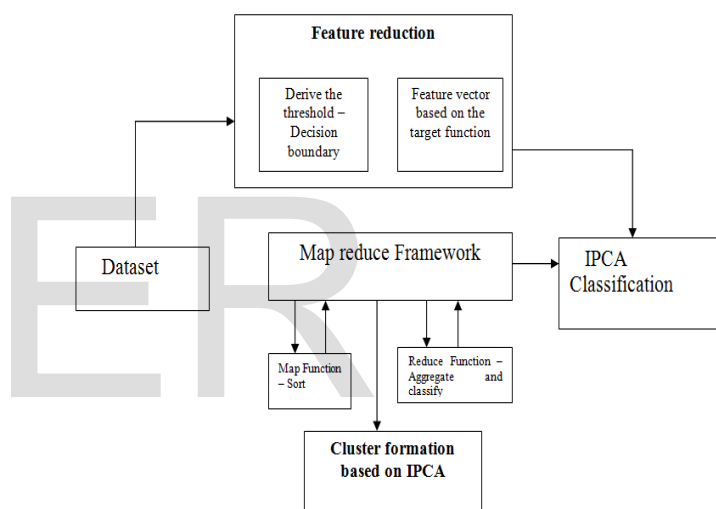 Feature reduction
Derive the
threshold –
Decision
boundary
Feature vector
based on the
target function
Dataset
Map reduce Framework
IPCA
Classification
Map Function
– Sort
Reduce Function –
Aggregate and
classify
Cluster formation
based on IPCA
ER